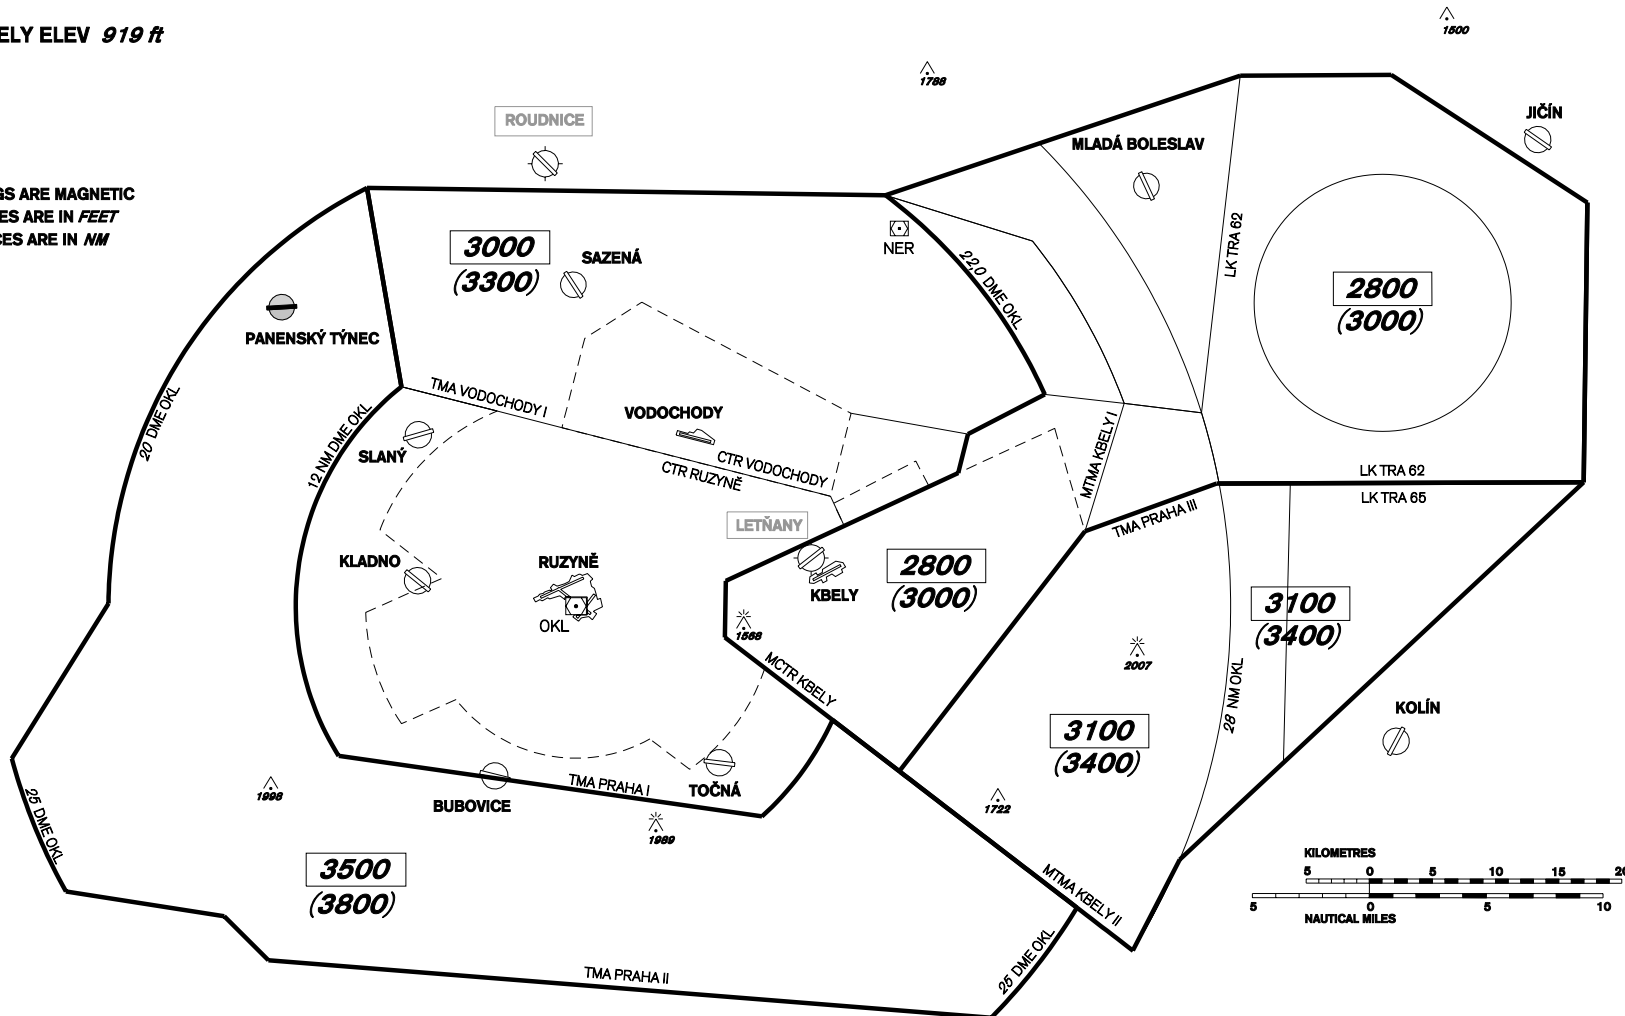 ELY ELEV 919 ft
1500
1788
ROUDNICE
JIČÍN
MLADÁ BOLESLAV
GS ARE MAGNETIC
ES ARE IN FEET
CES ARE IN NM
3000
(3300)
SAZENÁ
NER
22,0 DME OKL
LK TRA 62
2800
(3000)
PANENSKÝ TÝNEC
20 DME OKL
12 NM DME OKL
TMA VODOCHODY I
VODOCHODY
SLANÝ
CTR VODOCHODY
CTR RUZYNĚ
MTMA KBELY I
LK TRA 62
LK TRA 65
TMA PRAHA III
LETŇANY
KLADNO
RUZYNĚ
OKL
KBELY
2800
(3000)
3100
(3400)
1568
2007
MCTR KBELY
28 NM OKL
KOLÍN
3100
(3400)
TMA PRAHA I
TOČNÁ
BUBOVICE
1998
1989
1722
25 DME OKL
3500
(3800)
MTMA KBELY II
25 DME OKL
TMA PRAHA II
KILOMETRES
5 0 5 10 15 20
5 0 5 10
NAUTICAL MILES